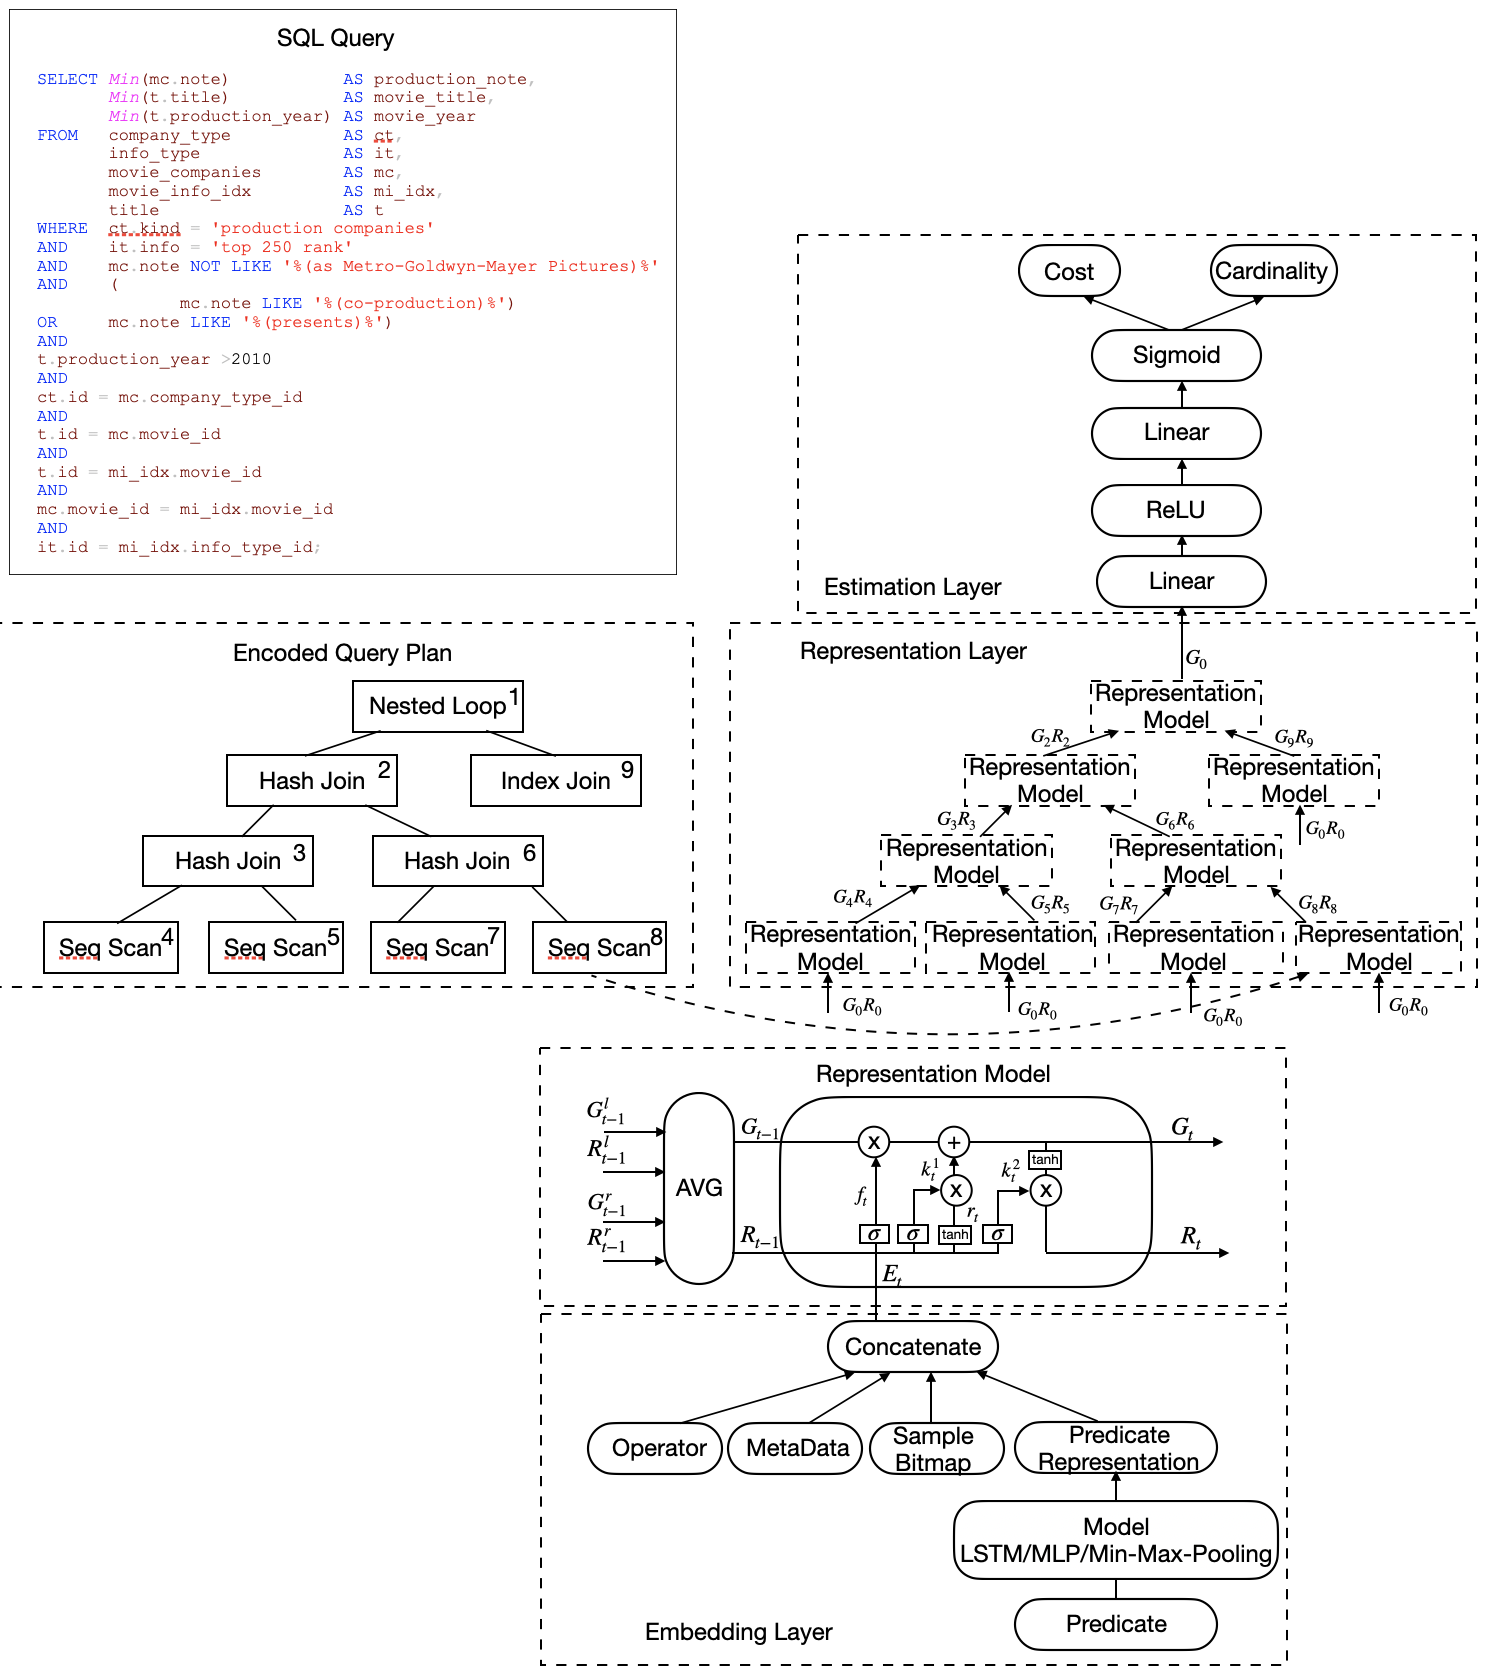 SQL Query
SELECT Min(mc.note) AS production_note,
Min(t.title) AS movie_title,
Min(t.production_year) AS movie_year
FROM company_type AS ct,
info_type AS it,
movie_companies AS mc,
movie_info_idx AS mi_idx,
title AS t
WHERE ct.kind = 'production companies'
AND it.info = 'top 250 rank'
AND mc.note NOT LIKE '%(as Metro-Goldwyn-Mayer Pictures)%'
AND (
mc.note LIKE '%(co-production)%')
OR mc.note LIKE '%(presents)%')
AND
t.production_year >2010
AND
ct.id = mc.company_type_id
AND
t.id = mc.movie_id
AND
t.id = mi_idx.movie_id
AND
mc.movie_id = mi_idx.movie_id
AND
it.id = mi_idx.info_type_id;
Cost
Cardinality
Sigmoid
Linear
ReLU
Linear
Estimation Layer
Encoded Query Plan
Nested Loop 1
Hash Join 2
Index Join 9
Hash Join 3
Hash Join 6
Seq Scan 4
Seq Scan 5
Seq Scan 7
Seq Scan 8
Representation Layer
G_0
Representation
Model
G_2R_2
G_9R_9
Representation
Model
Representation
Model
G_3R_3
G_6R_6
G_0R_0
Representation
Model
Representation
Model
G_4R_4
G_5R_5
G_7R_7
G_8R_8
Representation
Model
Representation
Model
Representation
Model
Representation
Model
G_0R_0
G_0R_0
G_0R_0
G_0R_0
Representation Model
G^l_{t-1}
R^l_{t-1}
G^r_{t-1}
R^r_{t-1}
AVG
G_{t-1}
R_{t-1}
x
+
G_t
tanh
k^1_t
k^2_t
x
x
f_t
r_t
σ
σ
tanh
σ
R_t
E_t
Concatenate
Operator
MetaData
Sample
Bitmap
Predicate
Representation
Model
LSTM/MLP/Min-Max-Pooling
Predicate
Embedding Layer